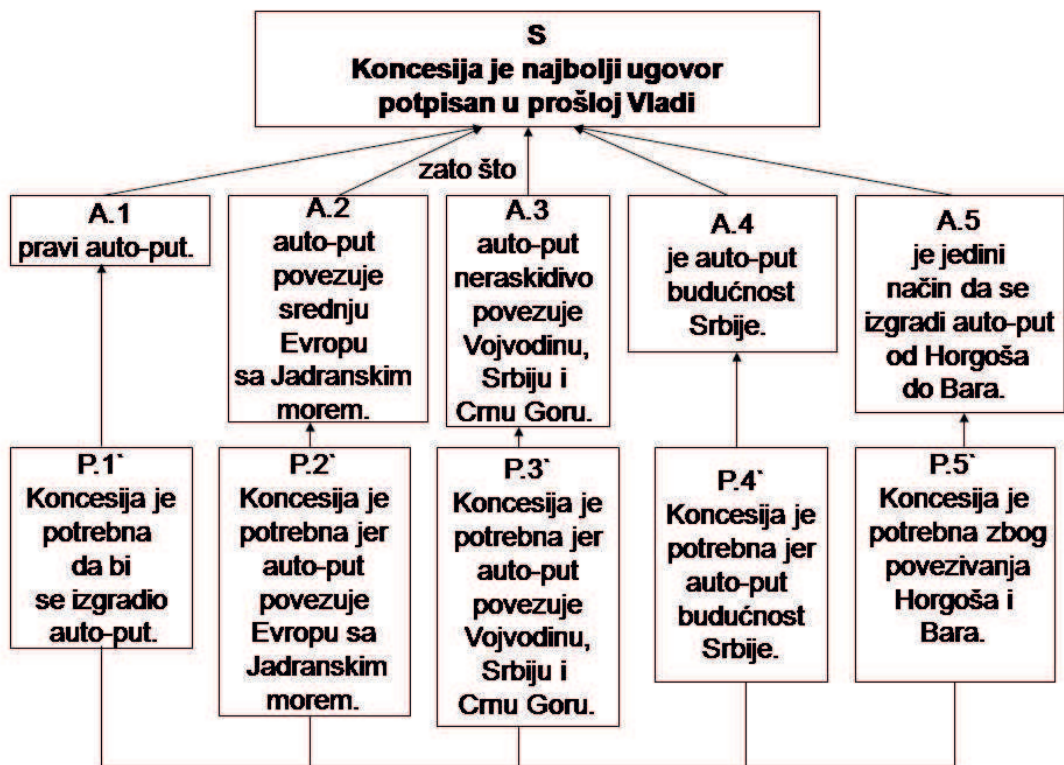 S
Koncesija je najbolji ugovor
potpisan u prošloj Vladi
zato što
A.1
pravi auto-put.
A.2
auto-put
povezuje
srednju
Evropu
sa Jadranskim
morem.
A.3
auto-put
neraskidivo
povezuje
Vojvodinu,
Srbiju i
Crnu Goru.
A.4
je auto-put
budućnost
Srbije.
A.5
je jedini
način da se
izgradi auto-put
od Horgoša
do Bara.
P.1`
Koncesija je
potrebna
da bi
se izgradio
auto-put.
P.2`
Koncesija je
potrebna jer
auto-put
povezuje
Evropu sa
Jadranskim
morem.
P.3`
Koncesija je
potrebna jer
auto-put
povezuje
Vojvodinu,
Srbiju i
Crnu Goru.
P.4`
Koncesija je
potrebna jer
auto-put
budućnost
Srbije.
P.5`
Koncesija je
potrebna zbog
povezivanja
Horgoša i
Bara.